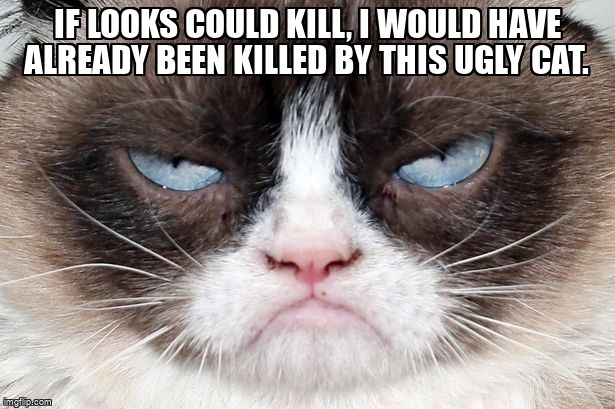 IF LOOKS COULD KILL, I WOULD HAVE
ALREADY BEEN KILLED BY THIS UGLY CAT.
imgflip.com